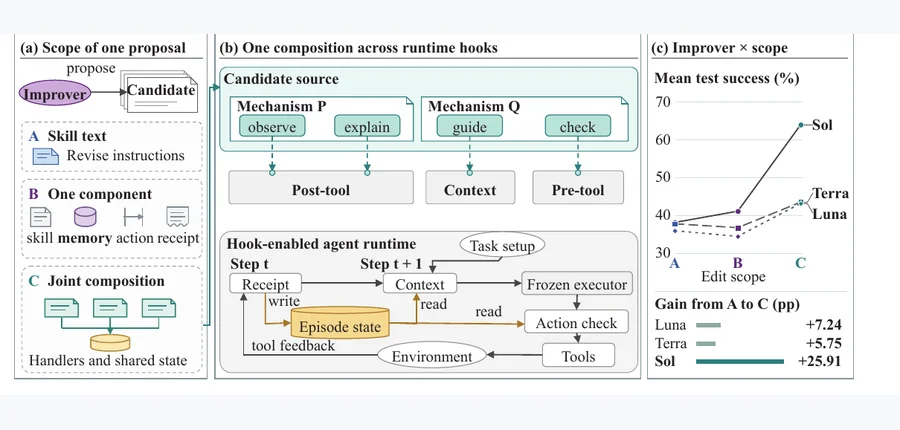 (a) Scope of one proposal
propose
Improver
Candidate
A Skill text
Revise instructions
B One component
skill memory action receipt
C Joint composition
Handlers and shared state
(b) One composition across runtime hooks
Candidate source
Mechanism P
observe
explain
Mechanism Q
guide
check
Post-tool
Context
Pre-tool
Hook-enabled agent runtime
Task setup
Step t
Step t + 1
Receipt
Context
Frozen executor
write
read
read
Episode state
Action check
tool feedback
Environment
Tools
(c) Improver × scope
Mean test success (%)
70
60
50
40
30
Sol
Terra
Luna
A
B
C
Edit scope
Gain from A to C (pp)
Luna +7.24
Terra +5.75
Sol +25.91